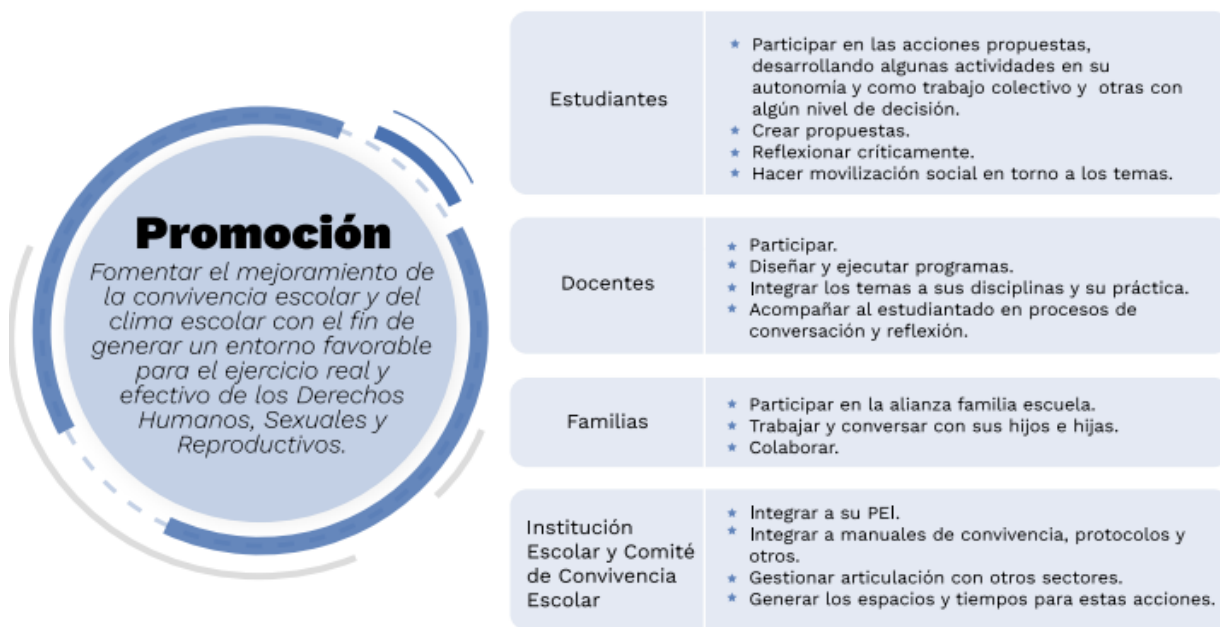 Promoción
Fomentar el mejoramiento de
la convivencia escolar y del
clima escolar con el fin de
generar un entorno favorable
para el ejercicio real y
efectivo de los Derechos
Humanos, Sexuales y
Reproductivos.
Estudiantes
Participar en las acciones propuestas,
desarrollando algunas actividades en su
autonomía y como trabajo colectivo y otras con
algún nivel de decisión.
Crear propuestas.
Reflexionar críticamente.
Hacer movilización social en torno a los temas.
Docentes
Participar.
Diseñar y ejecutar programas.
Integrar los temas a sus disciplinas y su práctica.
Acompañar al estudiantado en procesos de
conversación y reflexión.
Familias
Participar en la alianza familia escuela.
Trabajar y conversar con sus hijos e hijas.
Colaborar.
Institución
Escolar y Comité
de Convivencia
Escolar
Integrar a su PEI.
Integrar a manuales de convivencia, protocolos y
otros.
Gestionar articulación con otros sectores.
Generar los espacios y tiempos para estas acciones.